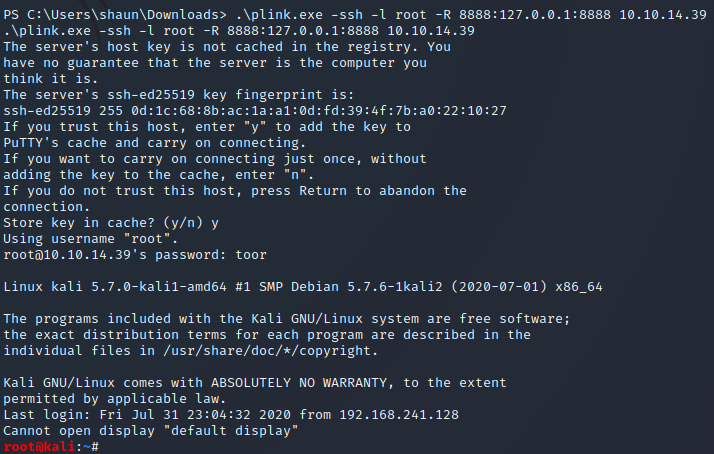 PS C:\Users\shaun\Downloads> .\plink.exe -ssh -l root -R 8888:127.0.0.1:8888 10.10.14.39
.\plink.exe -ssh -l root -R 8888:127.0.0.1:8888 10.10.14.39
The server's host key is not cached in the registry. You
have no guarantee that the server is the computer you
think it is.
The server's ssh-ed25519 key fingerprint is:
ssh-ed25519 255 0d:1c:68:8b:ac:1a:a1:0d:fd:39:4f:7b:a0:22:10:27
If you trust this host, enter "y" to add the key to
PuTTY's cache and carry on connecting.
If you want to carry on connecting just once, without
adding the key to the cache, enter "n".
If you do not trust this host, press Return to abandon the
connection.
Store key in cache? (y/n) y
Using username "root".
root@10.10.14.39's password: toor
Linux kali 5.7.0-kali1-amd64 #1 SMP Debian 5.7.6-1kali2 (2020-07-01) x86_64
The programs included with the Kali GNU/Linux system are free software;
the exact distribution terms for each program are described in the
individual files in /usr/share/doc/*/copyright.
Kali GNU/Linux comes with ABSOLUTELY NO WARRANTY, to the extent
permitted by applicable law.
Last login: Fri Jul 31 23:04:32 2020 from 192.168.241.128
Cannot open display "default display"
root@kali:~#